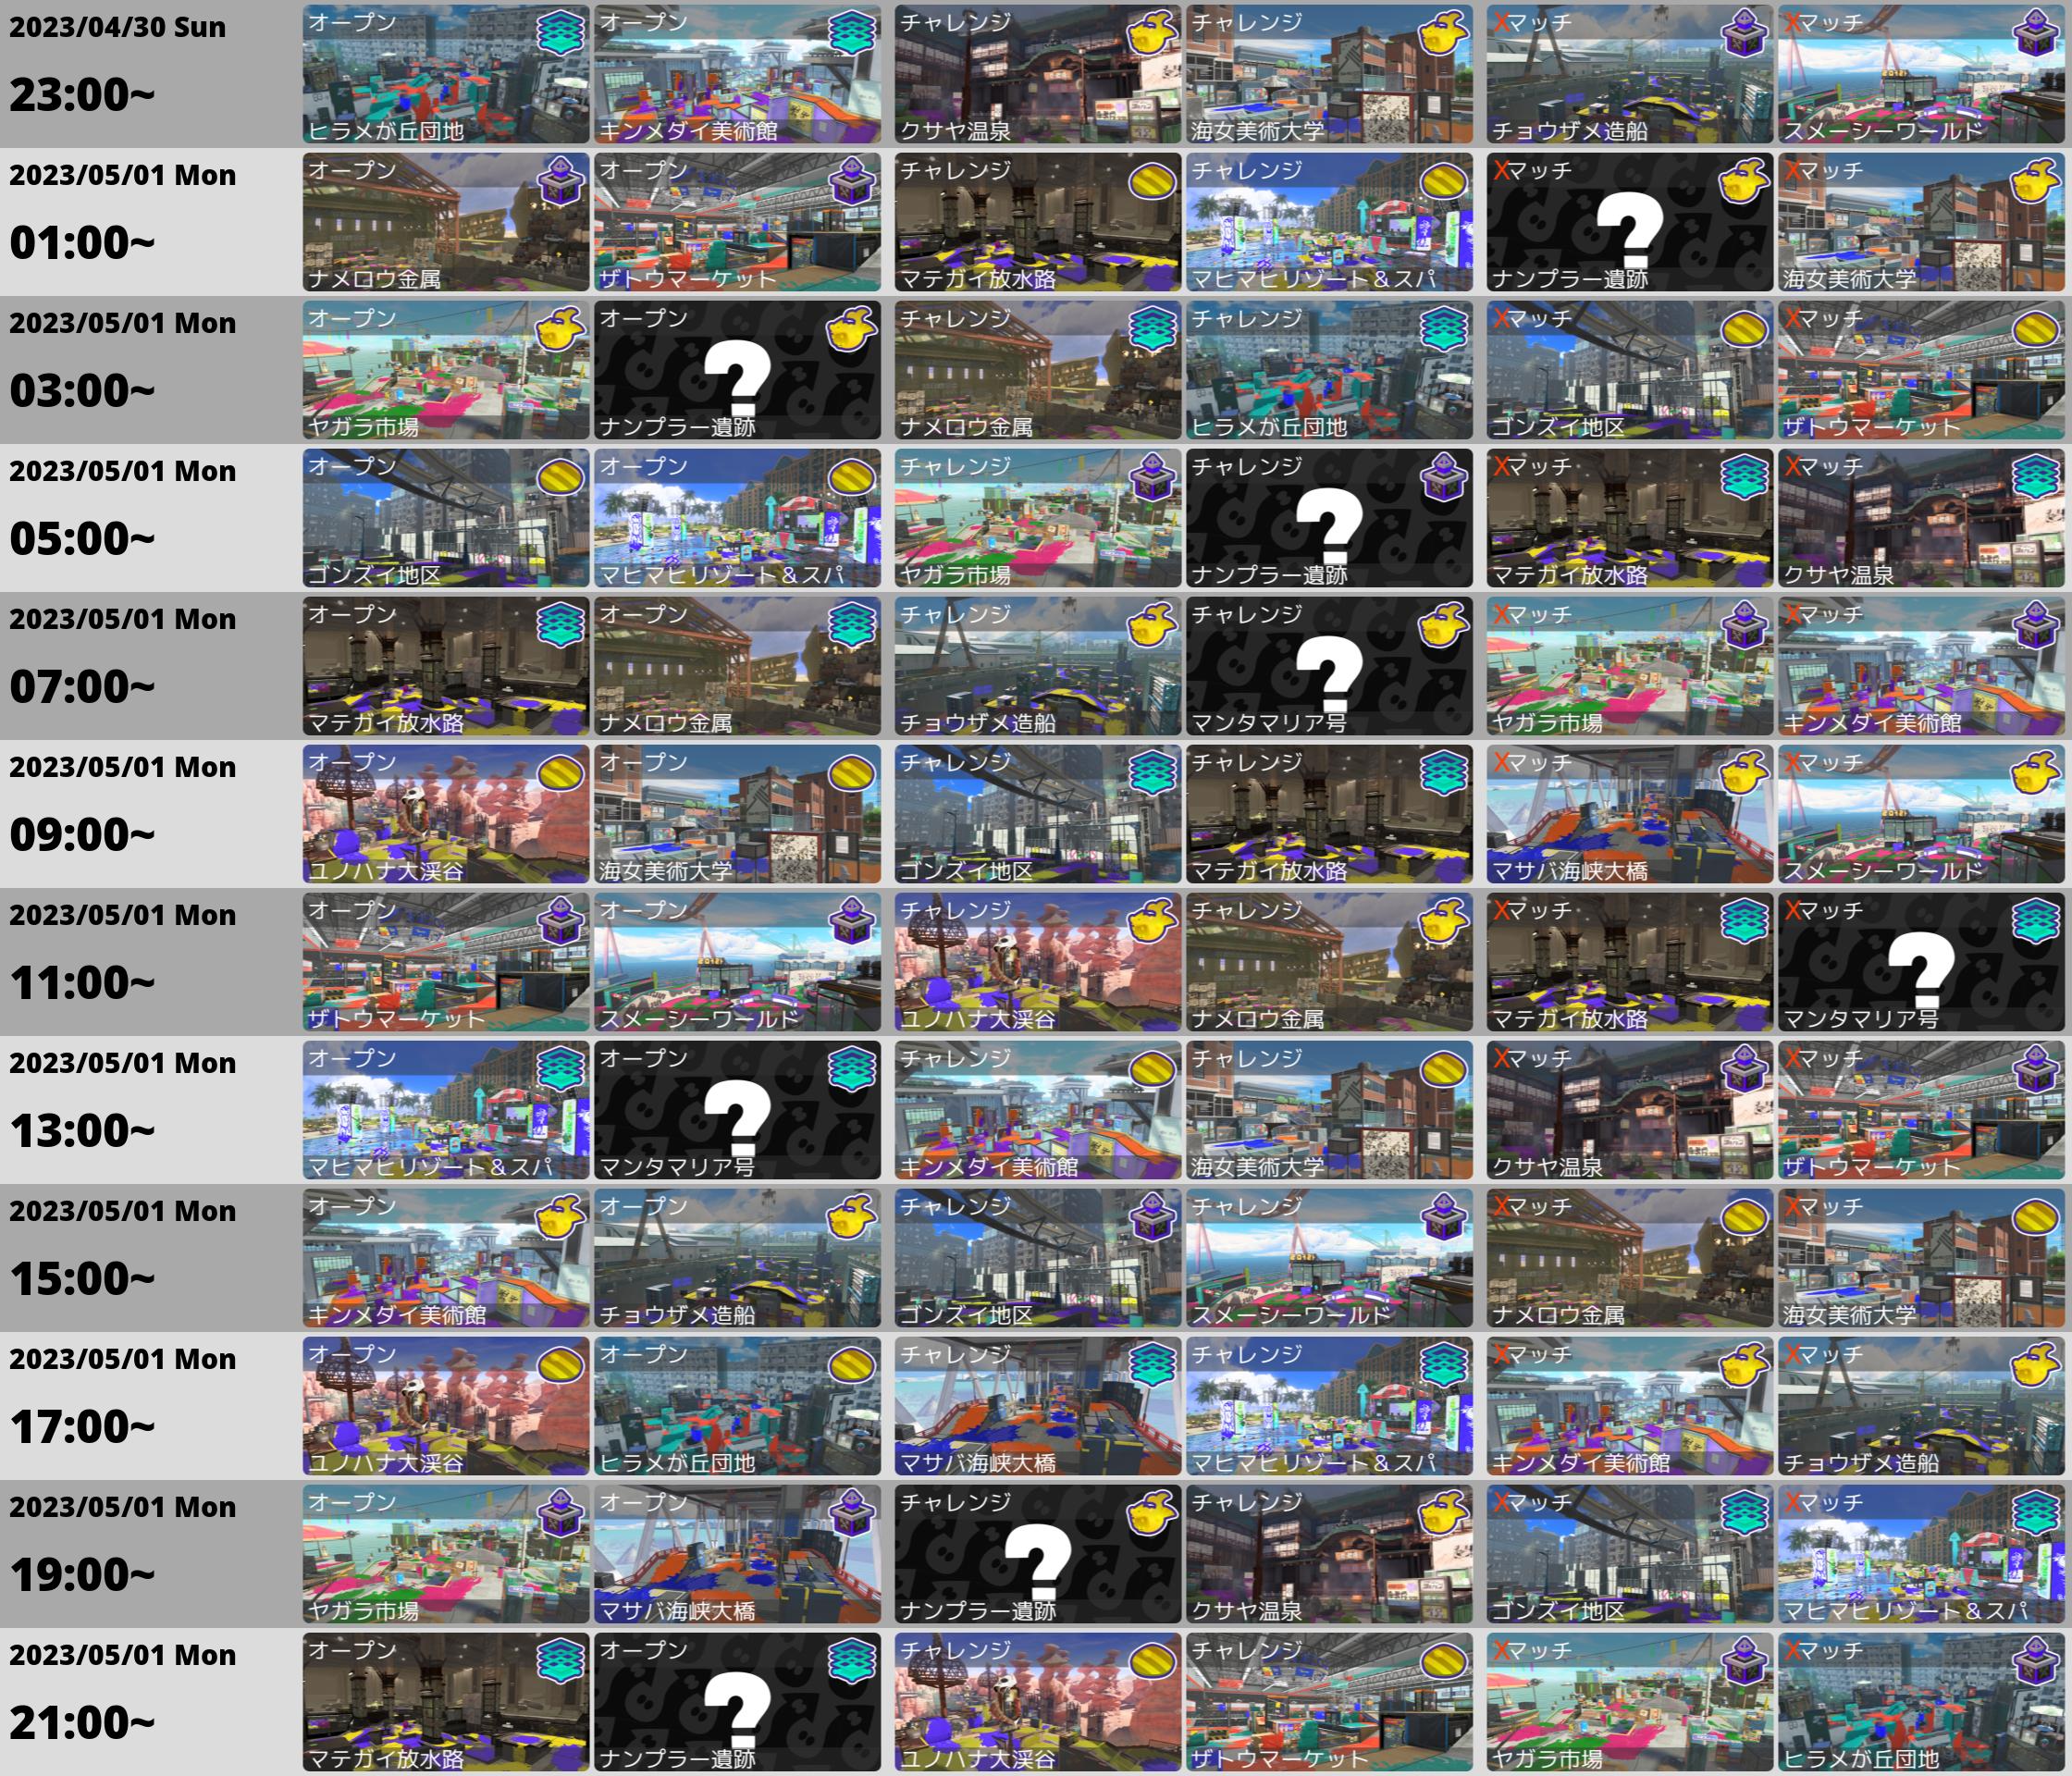 2023/04/30 Sun
23:00~
オープン オープン チャレンジ チャレンジ Xマッチ Xマッチ
ヒラメが丘団地 キンメダイ美術館 クサヤ温泉 海女美術大学 チョウザメ造船 スメーシーワールド
2023/05/01 Mon
01:00~
オープン オープン チャレンジ チャレンジ Xマッチ Xマッチ
ナメロウ金属 ザトウマーケット マテガイ放水路 マヒマヒリゾート＆スパ ナンプラー遺跡 海女美術大学
2023/05/01 Mon
03:00~
オープン オープン チャレンジ チャレンジ Xマッチ Xマッチ
ヤガラ市場 ナンプラー遺跡 ナメロウ金属 ヒラメが丘団地 ゴンズイ地区 ザトウマーケット
2023/05/01 Mon
05:00~
オープン オープン チャレンジ チャレンジ Xマッチ Xマッチ
ゴンズイ地区 マヒマヒリゾート＆スパ ヤガラ市場 ナンプラー遺跡 マテガイ放水路 クサヤ温泉
2023/05/01 Mon
07:00~
オープン オープン チャレンジ チャレンジ Xマッチ Xマッチ
マテガイ放水路 ナメロウ金属 チョウザメ造船 マンタマリア号 ヤガラ市場 キンメダイ美術館
2023/05/01 Mon
09:00~
オープン オープン チャレンジ チャレンジ Xマッチ Xマッチ
ユノハナ大渓谷 海女美術大学 ゴンズイ地区 マテガイ放水路 マサバ海峡大橋 スメーシーワールド
2023/05/01 Mon
11:00~
オープン オープン チャレンジ チャレンジ Xマッチ Xマッチ
ザトウマーケット スメーシーワールド ユノハナ大渓谷 ナメロウ金属 マテガイ放水路 マンタマリア号
2023/05/01 Mon
13:00~
オープン オープン チャレンジ チャレンジ Xマッチ Xマッチ
マヒマヒリゾート＆スパ マンタマリア号 キンメダイ美術館 海女美術大学 クサヤ温泉 ザトウマーケット
2023/05/01 Mon
15:00~
オープン オープン チャレンジ チャレンジ Xマッチ Xマッチ
キンメダイ美術館 チョウザメ造船 ゴンズイ地区 スメーシーワールド ナメロウ金属 海女美術大学
2023/05/01 Mon
17:00~
オープン オープン チャレンジ チャレンジ Xマッチ Xマッチ
ユノハナ大渓谷 ヒラメが丘団地 マサバ海峡大橋 マヒマヒリゾート＆スパ キンメダイ美術館 チョウザメ造船
2023/05/01 Mon
19:00~
オープン オープン チャレンジ チャレンジ Xマッチ Xマッチ
ヤガラ市場 マサバ海峡大橋 ナンプラー遺跡 クサヤ温泉 ゴンズイ地区 マヒマヒリゾート＆スパ
2023/05/01 Mon
21:00~
オープン オープン チャレンジ チャレンジ Xマッチ Xマッチ
マテガイ放水路 ナンプラー遺跡 ユノハナ大渓谷 ザトウマーケット ヤガラ市場 ヒラメが丘団地